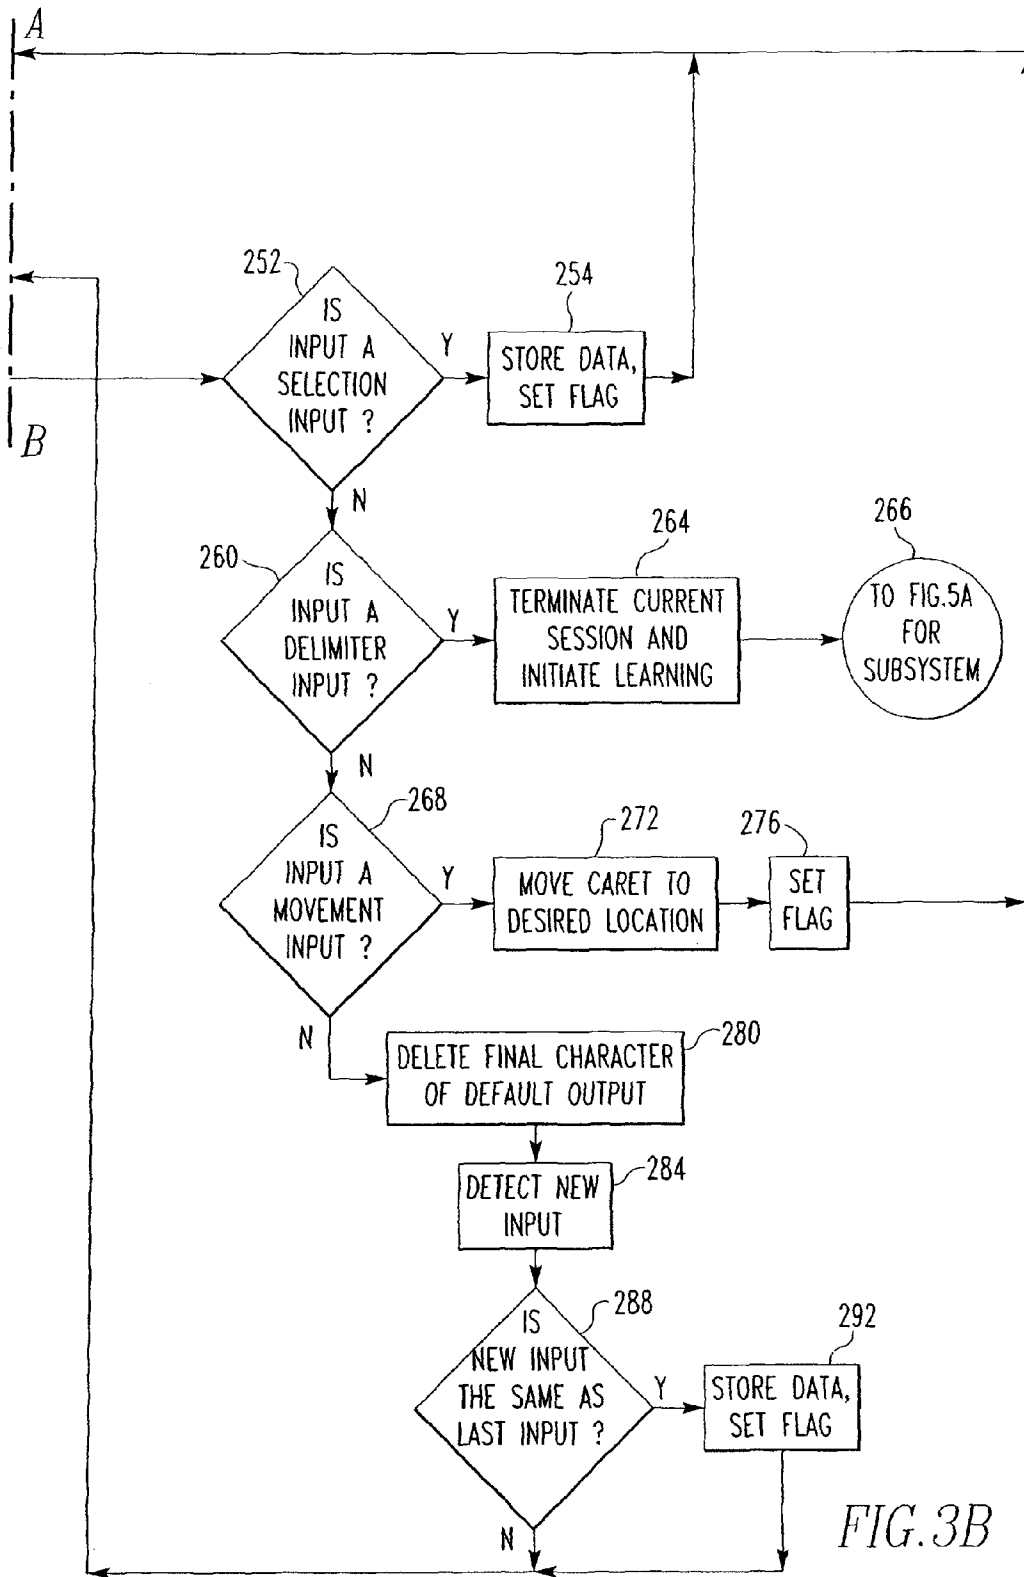 A
252
IS
INPUT A
SELECTION
INPUT ?
Y
254
STORE DATA,
SET FLAG
B
N
260
IS
INPUT A
DELIMITER
INPUT ?
Y
264
TERMINATE CURRENT
SESSION AND
INITIATE LEARNING
266
TO FIG.5A
FOR
SUBSYSTEM
N
268
IS
INPUT A
MOVEMENT
INPUT ?
Y
272
MOVE CARET TO
DESIRED LOCATION
276
SET
FLAG
N
280
DELETE FINAL CHARACTER
OF DEFAULT OUTPUT
284
DETECT NEW
INPUT
288
IS
NEW INPUT
THE SAME AS
LAST INPUT ?
Y
292
STORE DATA,
SET FLAG
N
FIG.3B